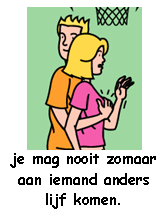 je mag nooit zomaar
aan iemand anders
lijf komen.